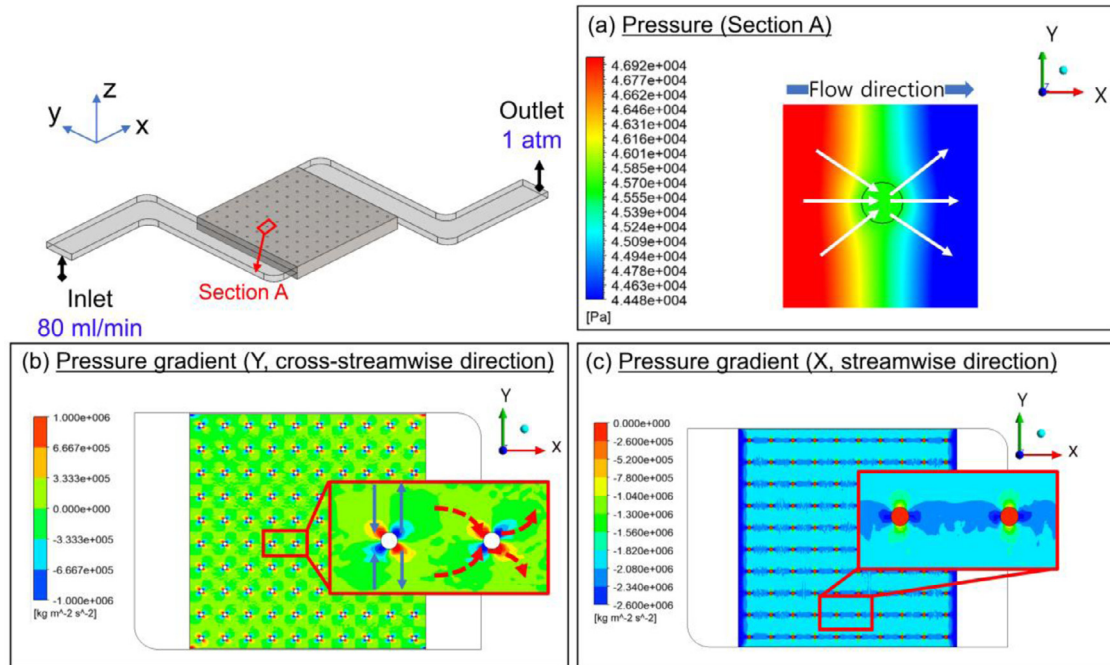 z
y
x
Outlet
1 atm
Section A
Inlet
80 ml/min
(a) Pressure (Section A)
Y
X
Flow direction
4.692e+004
4.677e+004
4.662e+004
4.646e+004
4.631e+004
4.616e+004
4.601e+004
4.585e+004
4.570e+004
4.555e+004
4.539e+004
4.524e+004
4.509e+004
4.494e+004
4.478e+004
4.463e+004
4.448e+004
[Pa]
(b) Pressure gradient (Y, cross-streamwise direction)
Y
X
1.000e+006
6.667e+005
3.333e+005
0.000e+000
-3.333e+005
-6.667e+005
-1.000e+006
[kg m^-2 s^-2]
(c) Pressure gradient (X, streamwise direction)
Y
X
0.000e+000
-2.600e+005
-5.200e+005
-7.800e+005
-1.040e+006
-1.300e+006
-1.560e+006
-1.820e+006
-2.080e+006
-2.340e+006
-2.600e+006
[kg m^-2 s^-2]